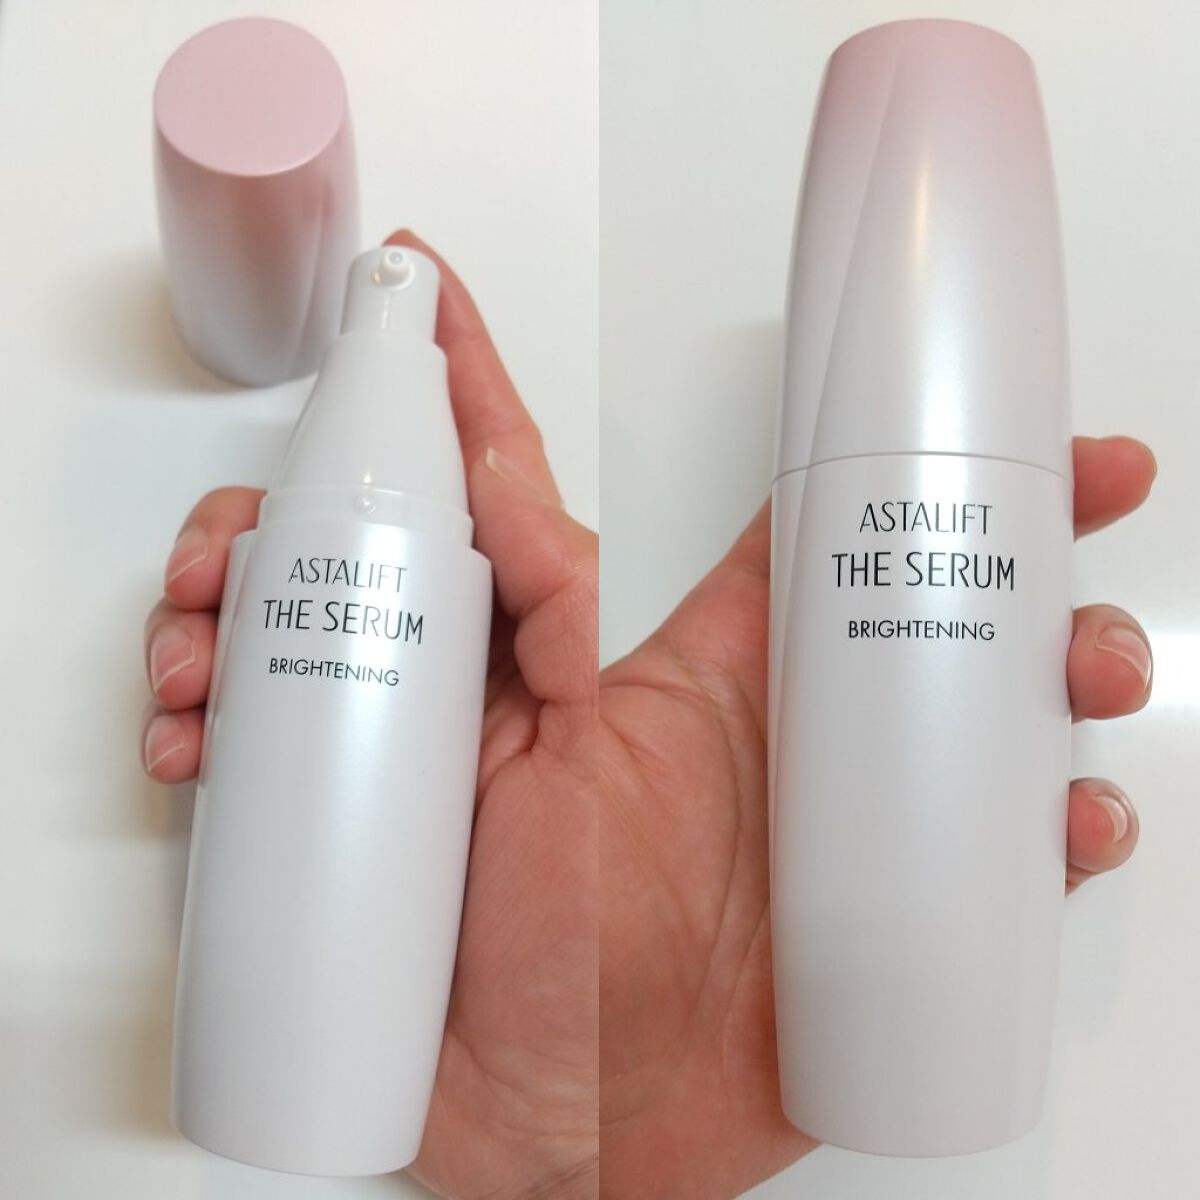 ASTALIFT
THE SERUM
BRIGHTENING
ASTALIFT
THE SERUM
BRIGHTENING